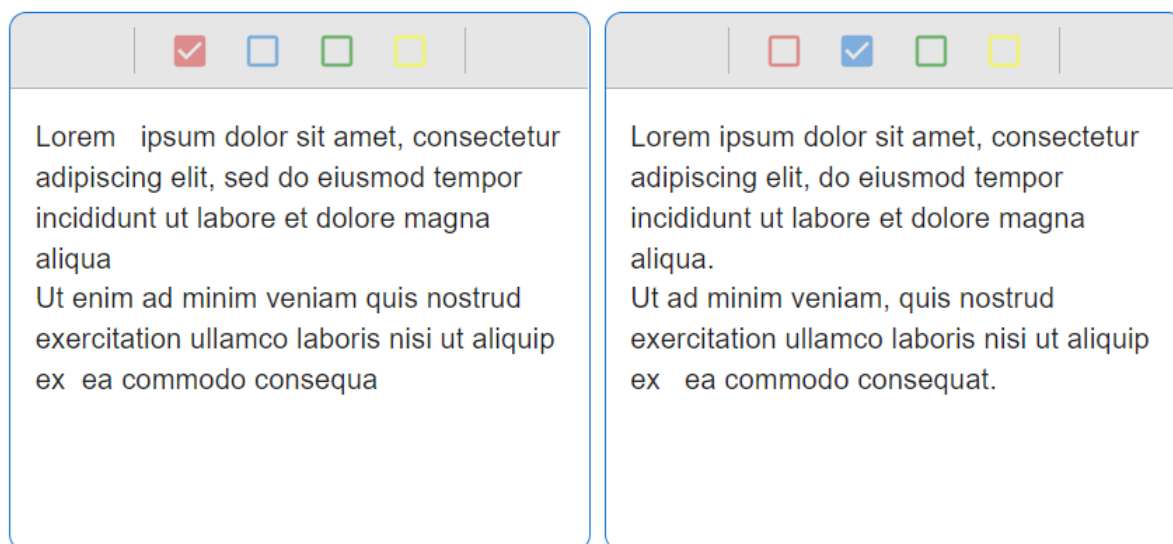 Lorem   ipsum dolor sit amet, consectetur
adipiscing elit, sed do eiusmod tempor
incididunt ut labore et dolore magna
aliqua
Ut enim ad minim veniam quis nostrud
exercitation ullamco laboris nisi ut aliquip
ex  ea commodo consequa
Lorem ipsum dolor sit amet, consectetur
adipiscing elit, do eiusmod tempor
incididunt ut labore et dolore magna
aliqua.
Ut ad minim veniam, quis nostrud
exercitation ullamco laboris nisi ut aliquip
ex   ea commodo consequat.